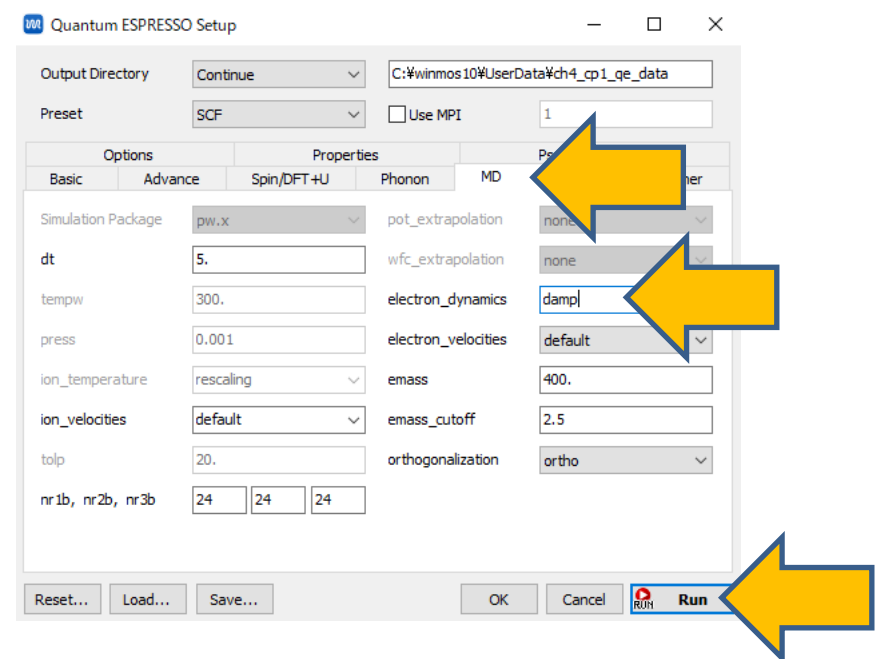 Quantum ESPRESSO Setup
Output Directory Continue C:¥winmos10¥UserData¥ch4_cp1_qe_data
Preset SCF Use MPI 1
Options Properties
Basic Advance Spin/DFT+U Phonon MD
Simulation Package pw.x pot_extrapolation none
dt 5. wfc_extrapolation none
tempw 300. electron_dynamics damp
press 0.001 electron_velocities default
ion_temperature rescaling emass 400.
ion_velocities default emass_cutoff 2.5
tolp 20. orthogonalization ortho
nr1b, nr2b, nr3b 24 24 24
Reset... Load... Save... OK Cancel RUN Run